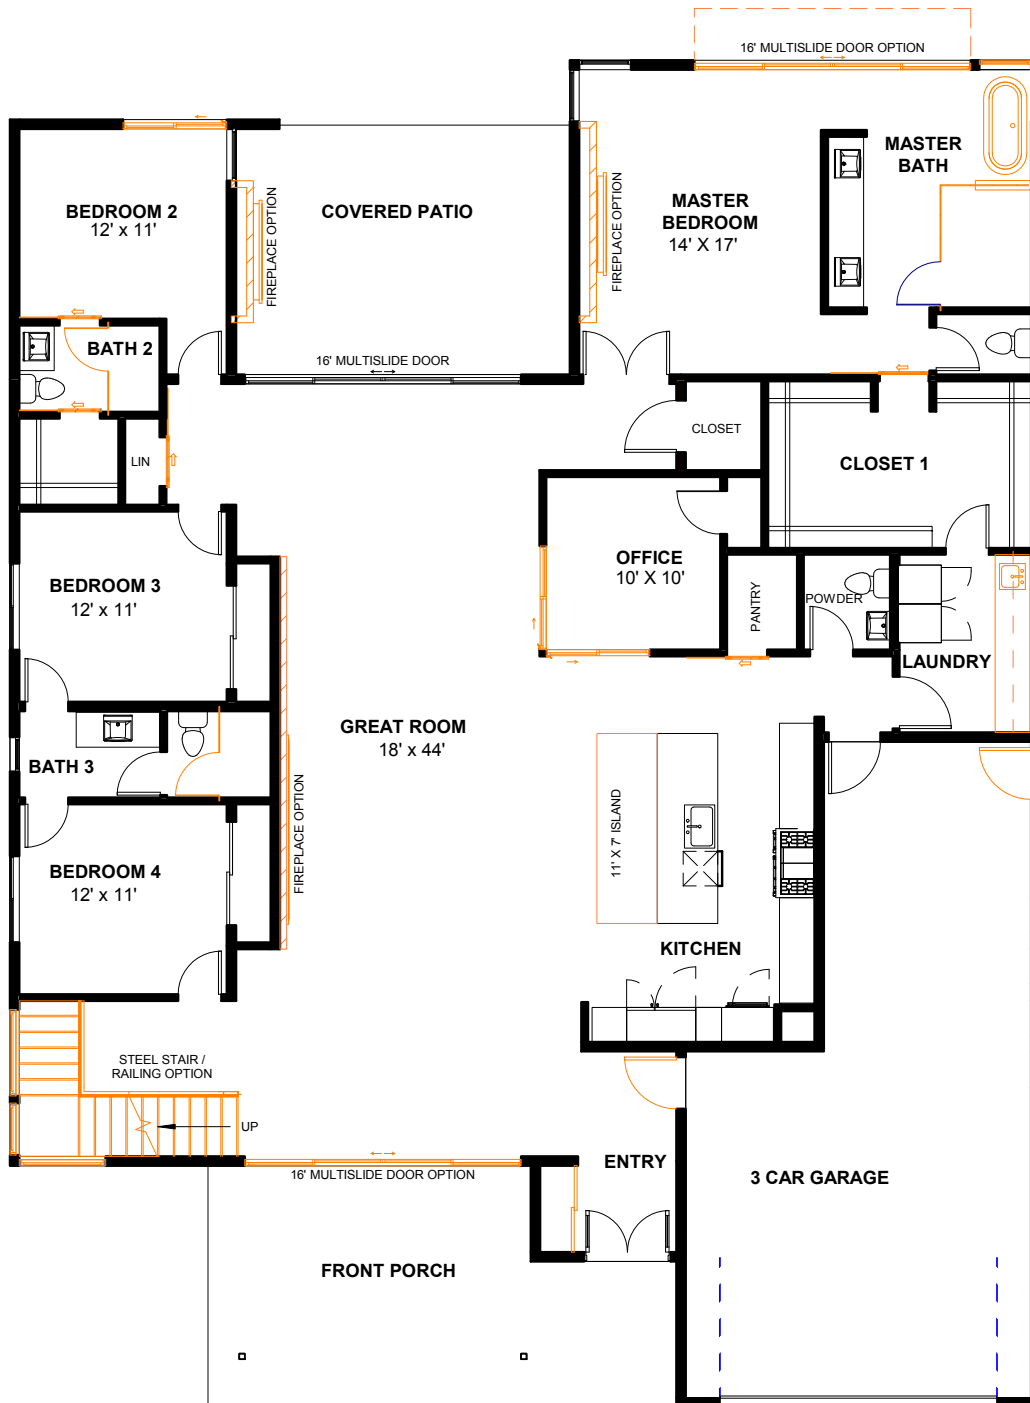 16' MULTISLIDE DOOR OPTION
MASTER
BATH
BEDROOM 2
12' x 11'
FIREPLACE OPTION
COVERED PATIO
FIREPLACE OPTION
MASTER
BEDROOM
14' X 17'
BATH 2
16' MULTISLIDE DOOR
LIN
CLOSET
CLOSET 1
BEDROOM 3
12' x 11'
OFFICE
10' X 10'
PANTRY
POWDER
LAUNDRY
GREAT ROOM
18' x 44'
BATH 3
FIREPLACE OPTION
11' X 7' ISLAND
BEDROOM 4
12' x 11'
KITCHEN
STEEL STAIR /
RAILING OPTION
UP
16' MULTISLIDE DOOR OPTION
ENTRY
3 CAR GARAGE
FRONT PORCH